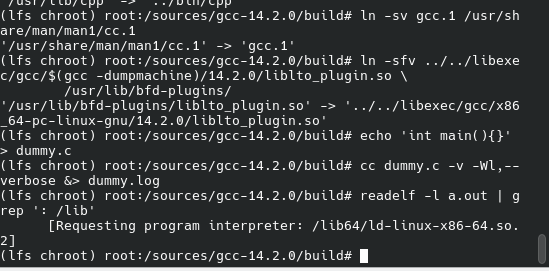 '/usr/lib/cpp' -> '../bin/cpp'
(lfs chroot) root:/sources/gcc-14.2.0/build# ln -sv gcc.1 /usr/sh
are/man/man1/cc.1
'/usr/share/man/man1/cc.1' -> 'gcc.1'
(lfs chroot) root:/sources/gcc-14.2.0/build# ln -sfv ../../libexe
c/gcc/$(gcc -dumpmachine)/14.2.0/liblto_plugin.so \
        /usr/lib/bfd-plugins/
'/usr/lib/bfd-plugins/liblto_plugin.so' -> '../../libexec/gcc/x86
_64-pc-linux-gnu/14.2.0/liblto_plugin.so'
(lfs chroot) root:/sources/gcc-14.2.0/build# echo 'int main(){}'
> dummy.c
(lfs chroot) root:/sources/gcc-14.2.0/build# cc dummy.c -v -Wl,--
verbose &> dummy.log
(lfs chroot) root:/sources/gcc-14.2.0/build# readelf -l a.out | g
rep ': /lib'
      [Requesting program interpreter: /lib64/ld-linux-x86-64.so.
2]
(lfs chroot) root:/sources/gcc-14.2.0/build#